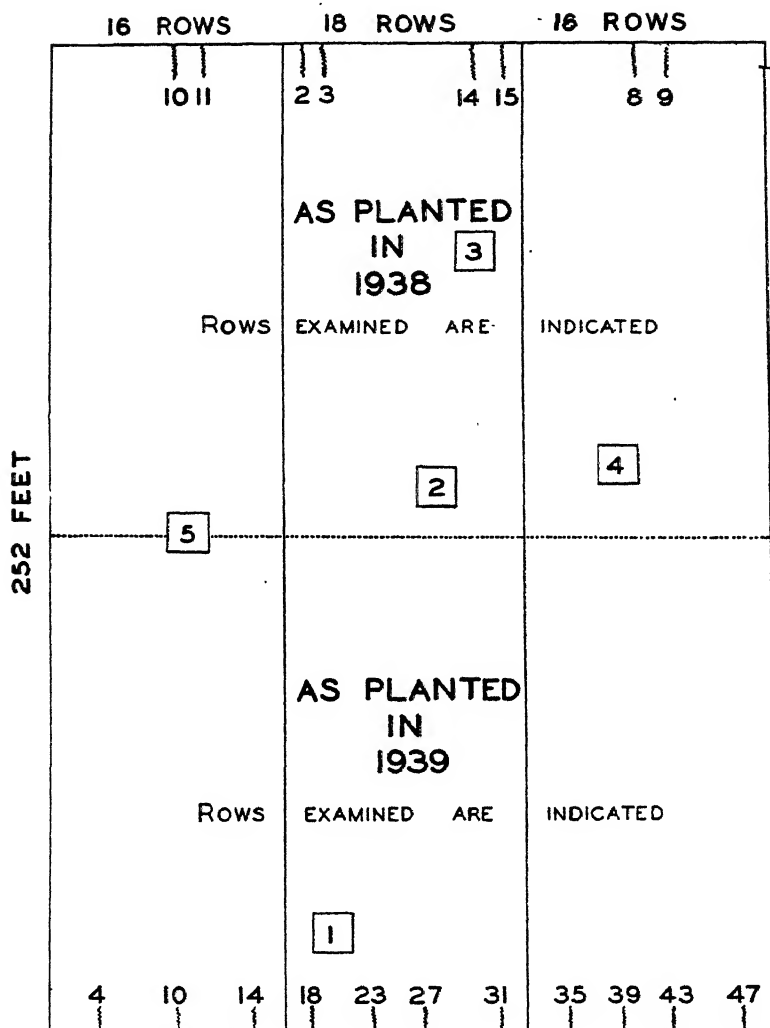 16 ROWS 18 ROWS 16 ROWS
10 11 2 3 14 15 8 9
AS PLANTED
IN
1938
3
ROWS EXAMINED ARE INDICATED
4
2
5
252 FEET
AS PLANTED
IN
1939
ROWS EXAMINED ARE INDICATED
1
4 10 14 18 23 27 31 35 39 43 47